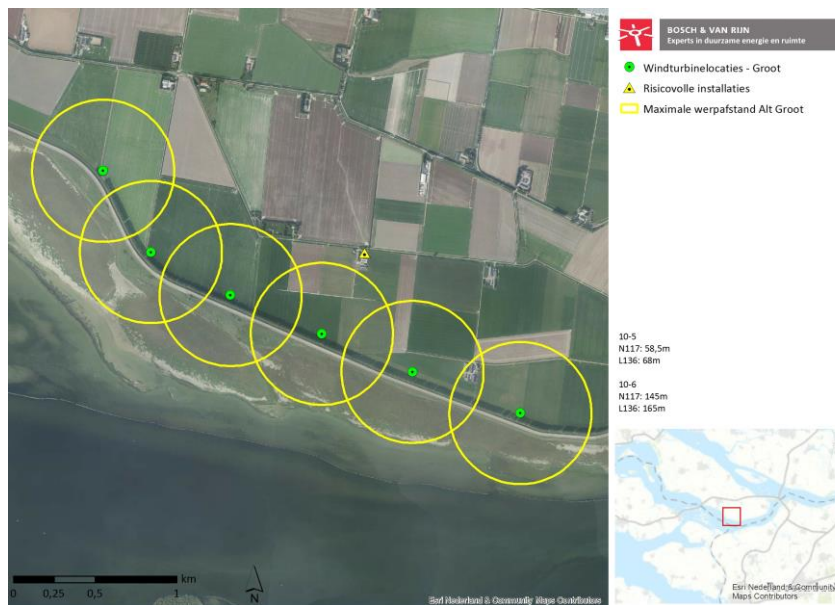 BOSCH & VAN RIJN
Experts in duurzame energie en ruimte
Windturbinelocaties - Groot
Risicovolle installaties
Maximale werpafstand Alt Groot
10-5
N117: 58,5m
L136: 68m
10-6
N117: 145m
L136: 165m
km
0 0,25 0,5 1
N
Esri Nederland & Community Maps Contributors
Esri Nederland & Community
Maps Contributors